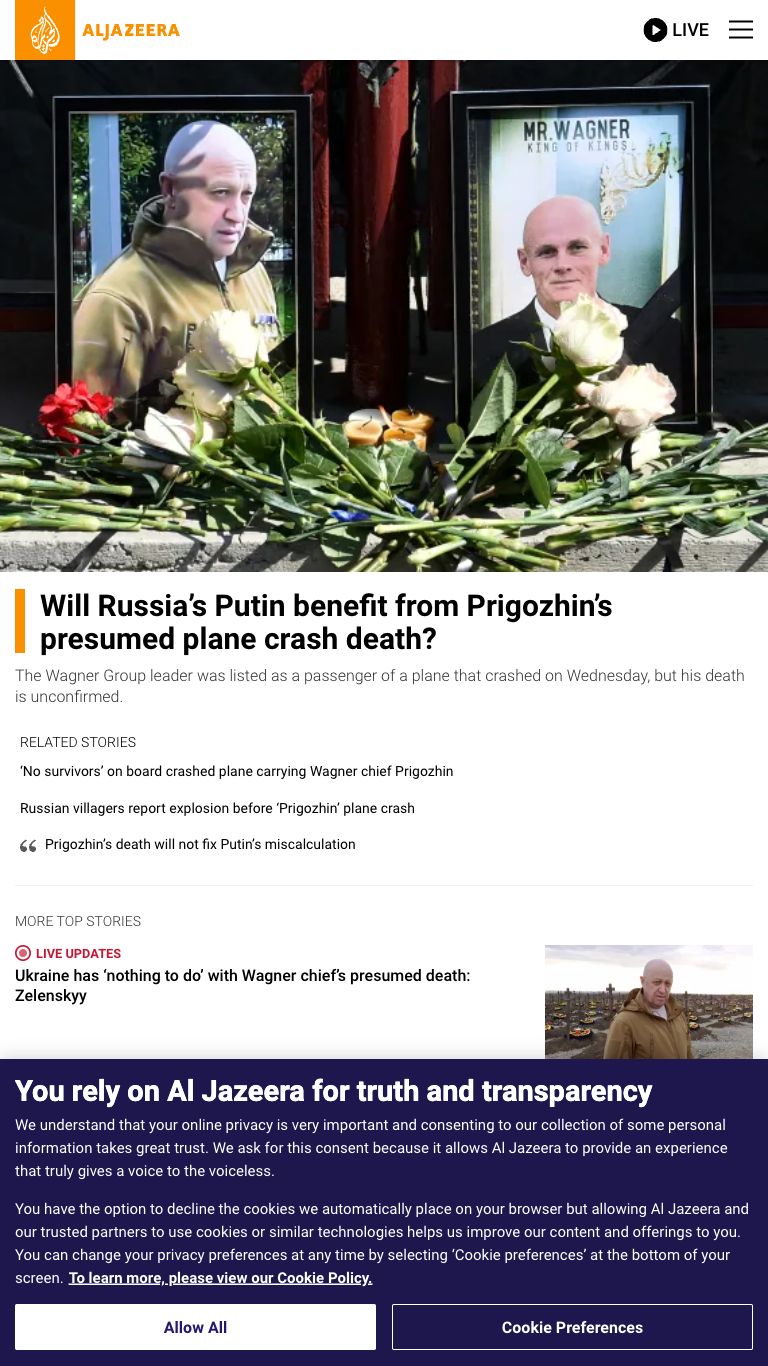 ALJAZEERA
LIVE
MR.WAGNER
KING OF KINGS
Will Russia’s Putin benefit from Prigozhin’s
presumed plane crash death?
The Wagner Group leader was listed as a passenger of a plane that crashed on Wednesday, but his death
is unconfirmed.
RELATED STORIES
‘No survivors’ on board crashed plane carrying Wagner chief Prigozhin
Russian villagers report explosion before ‘Prigozhin’ plane crash
Prigozhin’s death will not fix Putin’s miscalculation
MORE TOP STORIES
LIVE UPDATES
Ukraine has ‘nothing to do’ with Wagner chief’s presumed death:
Zelenskyy
You rely on Al Jazeera for truth and transparency
We understand that your online privacy is very important and consenting to our collection of some personal
information takes great trust. We ask for this consent because it allows Al Jazeera to provide an experience
that truly gives a voice to the voiceless.
You have the option to decline the cookies we automatically place on your browser but allowing Al Jazeera and
our trusted partners to use cookies or similar technologies helps us improve our content and offerings to you.
You can change your privacy preferences at any time by selecting ‘Cookie preferences’ at the bottom of your
screen. To learn more, please view our Cookie Policy.
Allow All
Cookie Preferences